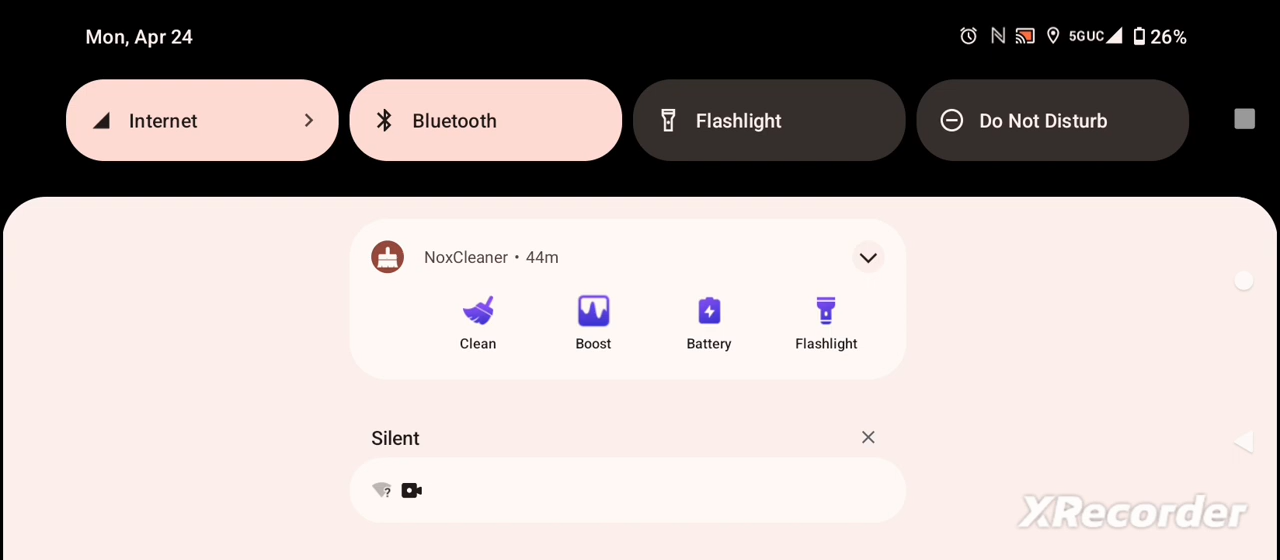 Mon, Apr 24
5GUC 26%
Internet
Bluetooth
Flashlight
Do Not Disturb
NoxCleaner • 44m
Clean
Boost
Battery
Flashlight
Silent
XRecorder